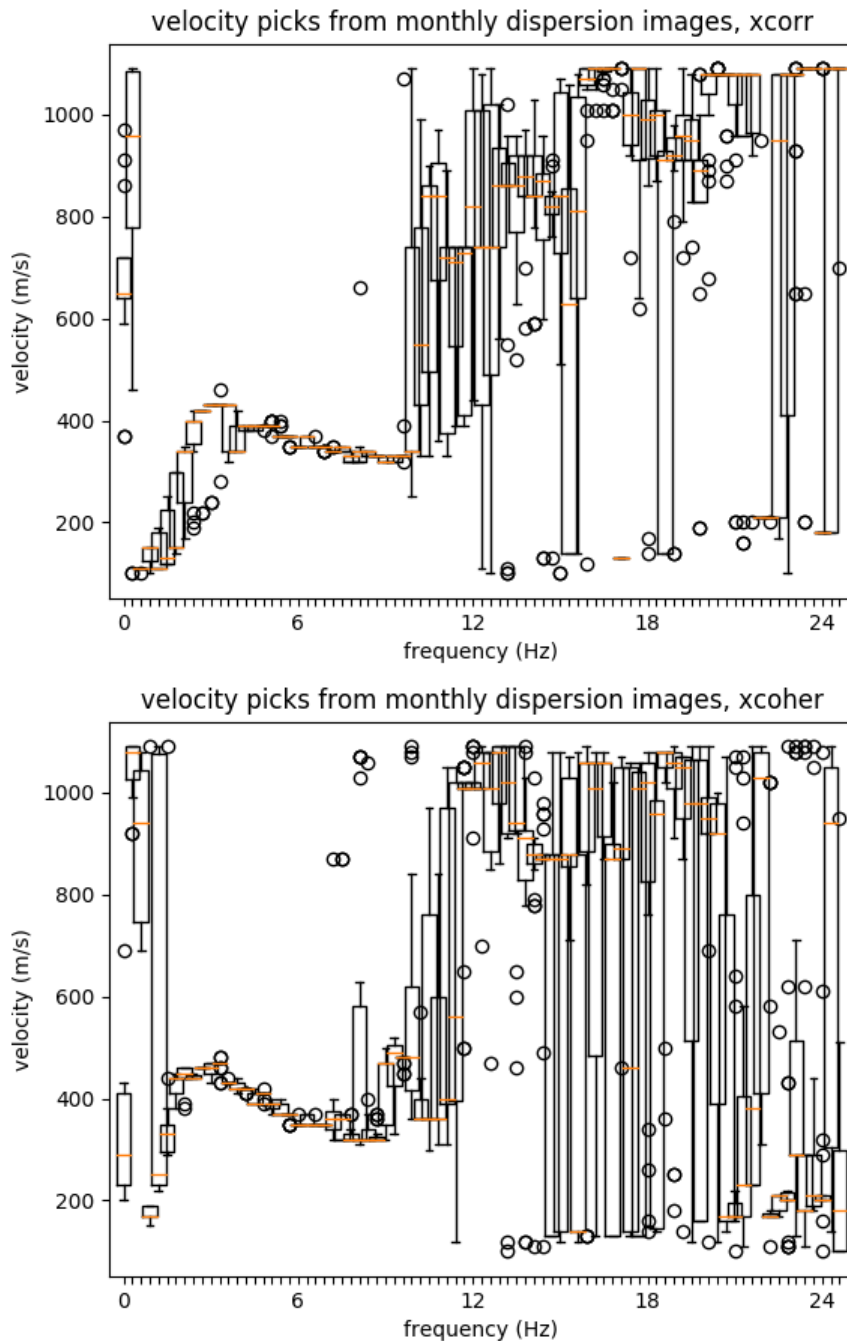 velocity picks from monthly dispersion images, xcorr
1000
800
600
400
200
velocity (m/s)
0 6 12 18 24
frequency (Hz)
velocity picks from monthly dispersion images, xcoher
1000
800
600
400
200
velocity (m/s)
0 6 12 18 24
frequency (Hz)